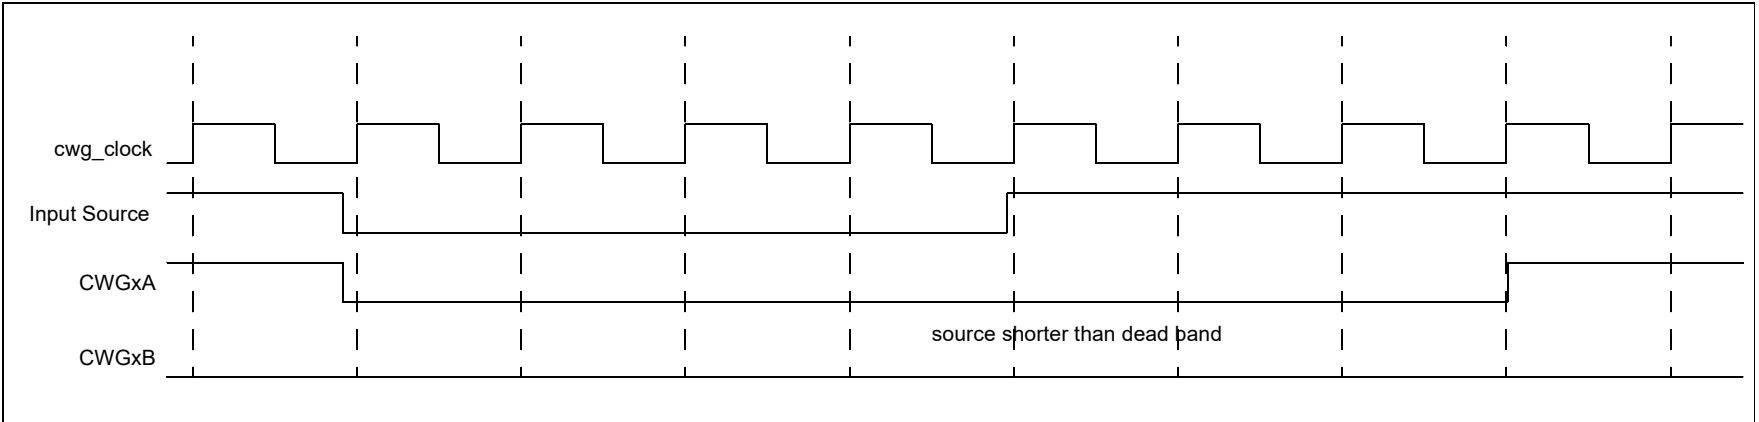 cwg_clock
Input Source
CWGxA
source shorter than dead band
CWGxB